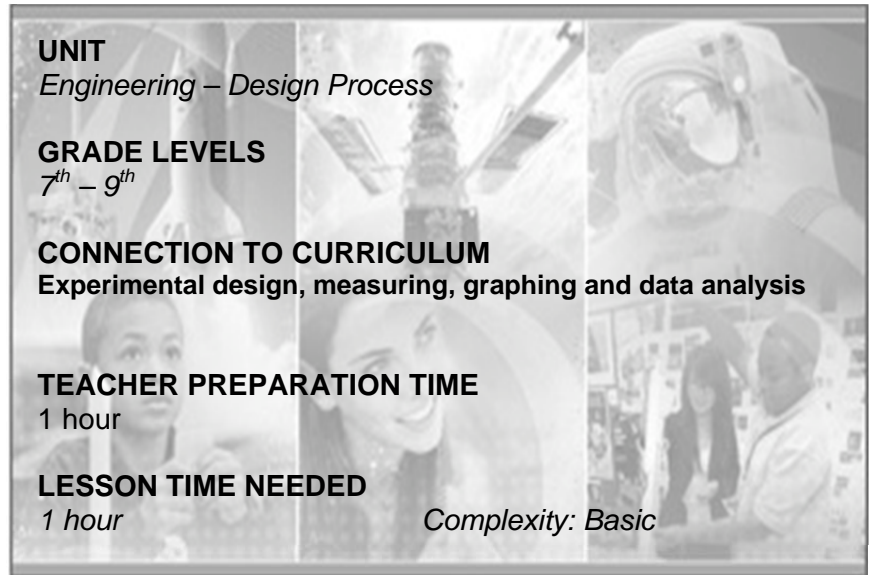 UNIT
Engineering – Design Process
GRADE LEVELS
7th – 9th
CONNECTION TO CURRICULUM
Experimental design, measuring, graphing and data analysis
TEACHER PREPARATION TIME
1 hour
LESSON TIME NEEDED
1 hour Complexity: Basic